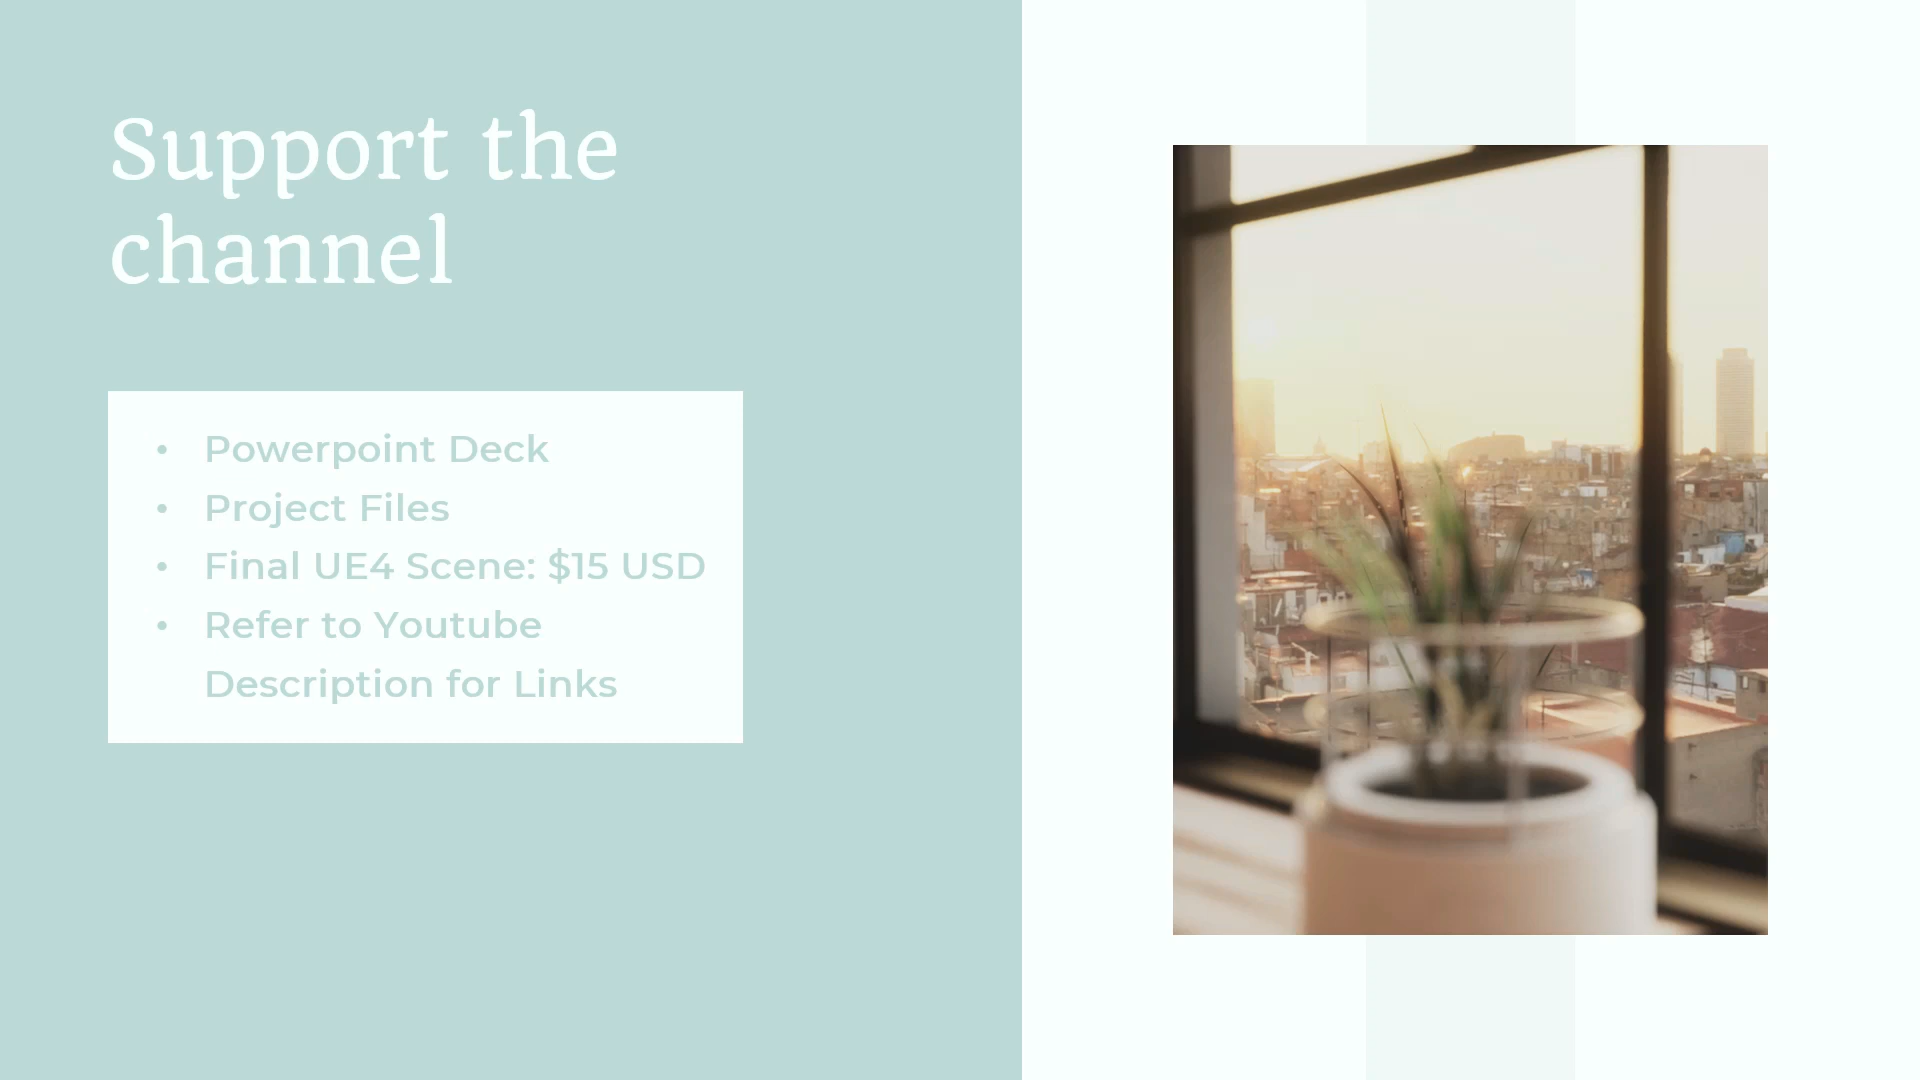 Support the
channel
• Powerpoint Deck
• Project Files
• Final UE4 Scene: $15 USD
• Refer to Youtube
Description for Links